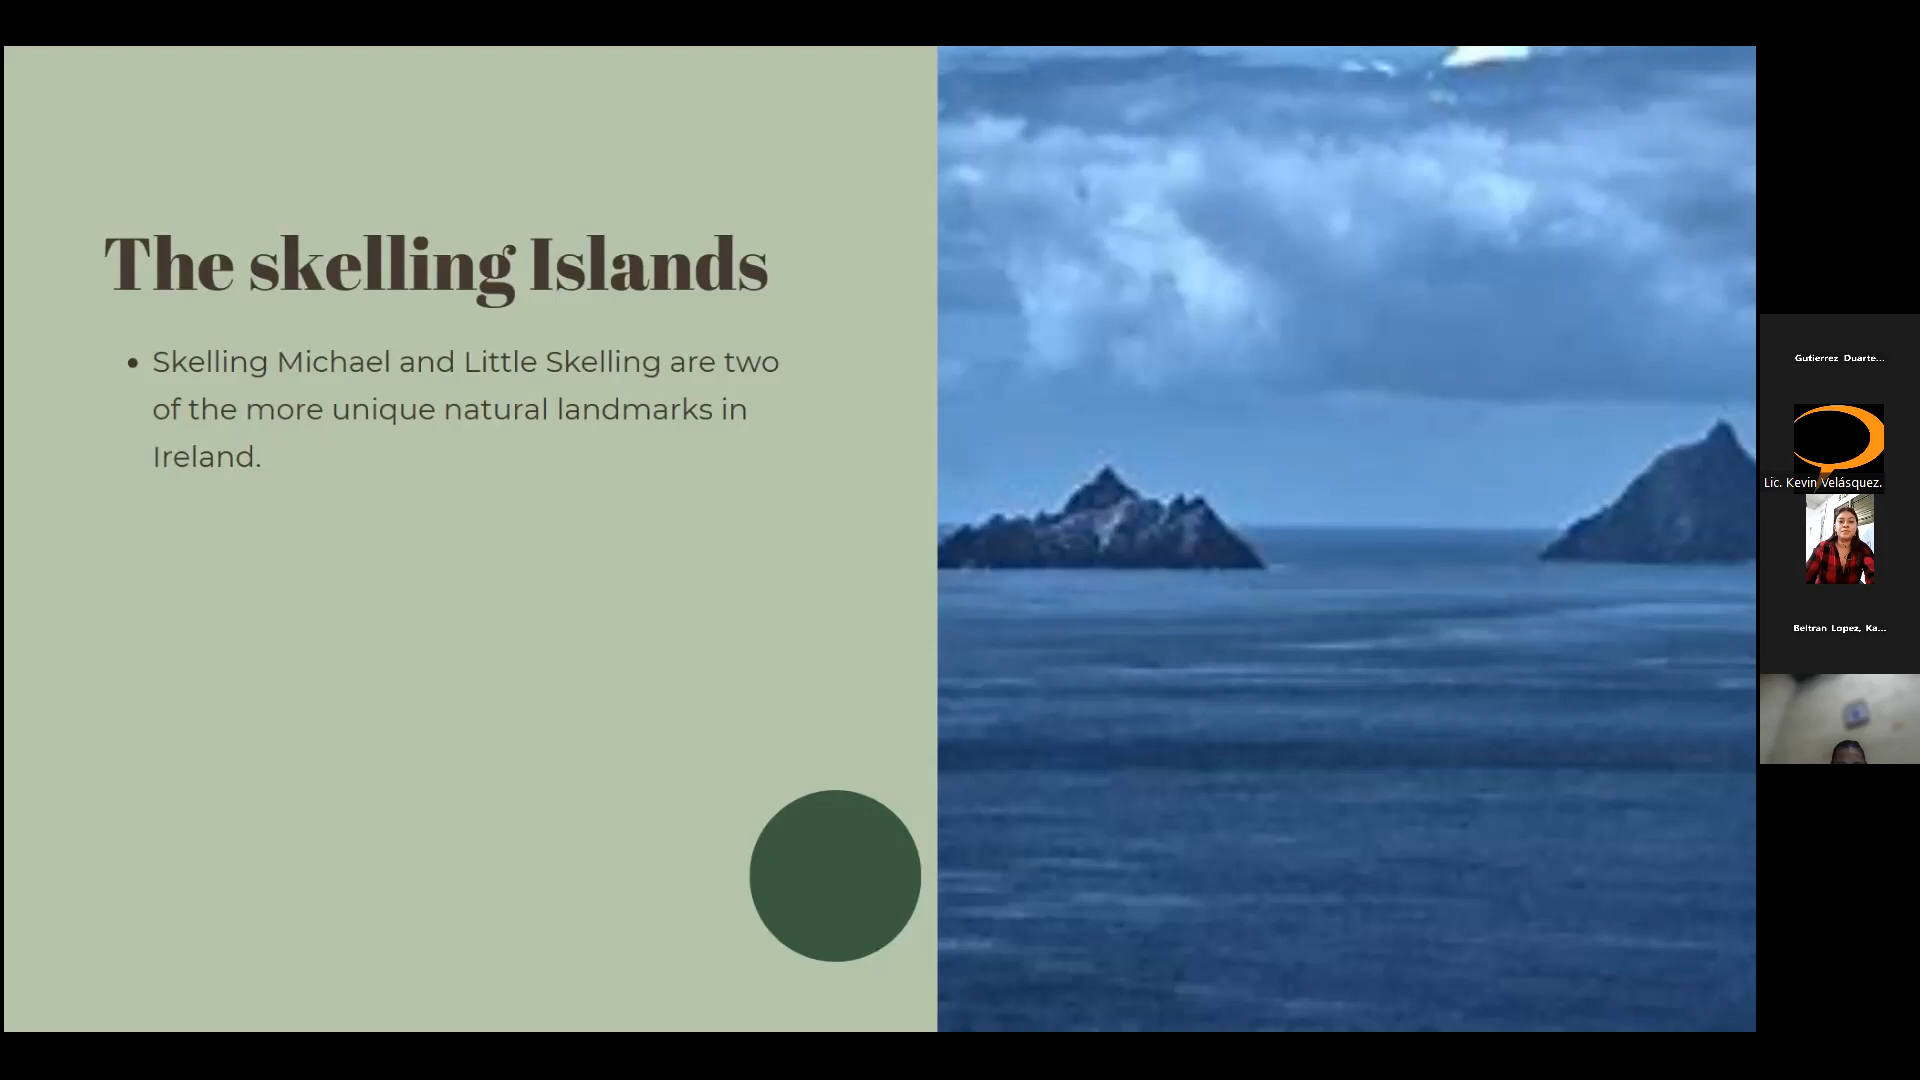 The skelling Islands
• Skelling Michael and Little Skelling are two
of the more unique natural landmarks in
Ireland.
Gutierrez Duarte...
Lic. Kevin Velásquez.
Beltran Lopez, Ka...